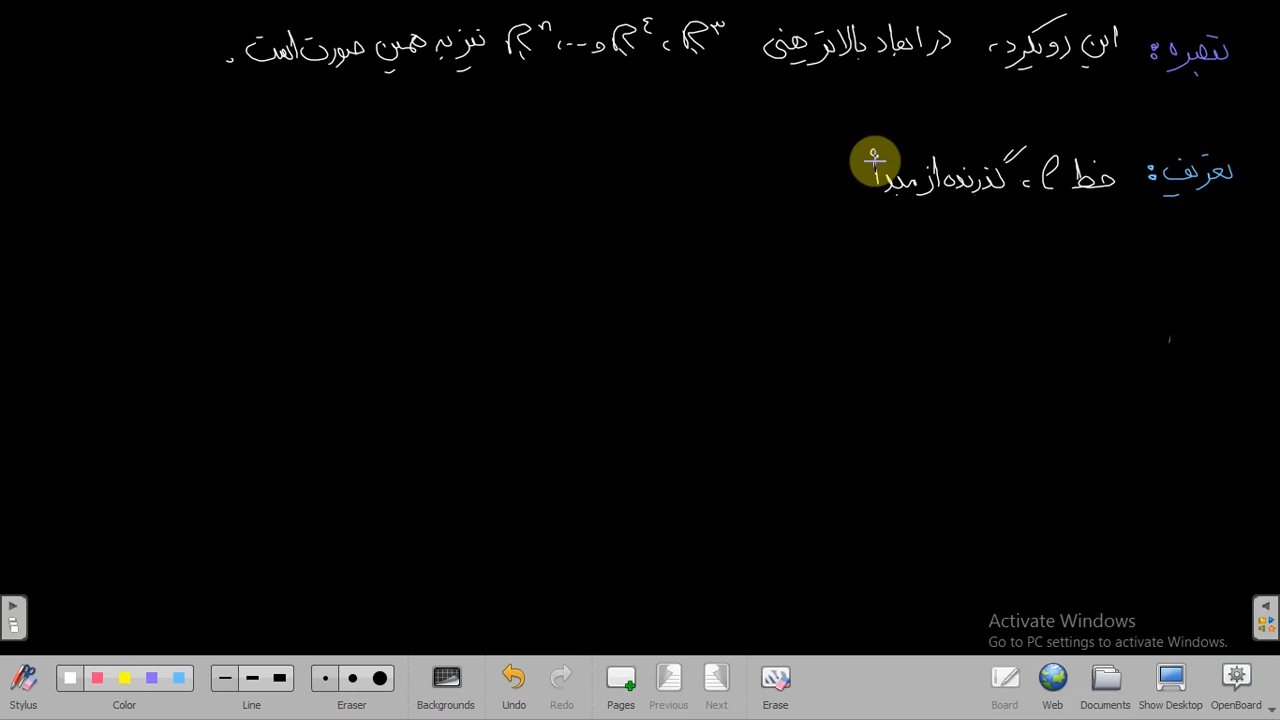 تبصره: این رویکرد، در ابعاد بالاتر یعنی R³، R⁴ و ...، Rⁿ نیز به همین صورت است.
تعریف: خط l، گذرنده از مبدأ
Activate Windows
Go to PC settings to activate Windows.
Stylus Color Line Eraser Backgrounds Undo Redo Pages Previous Next Erase Board Web Documents Show Desktop OpenBoard